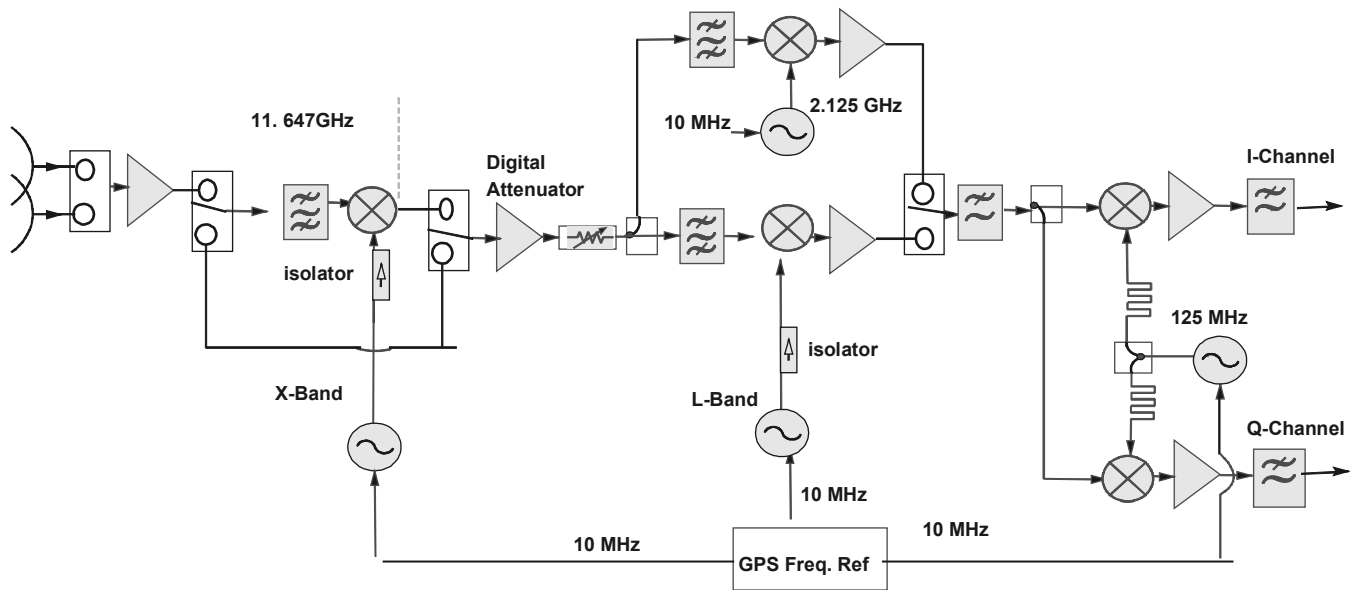 2.125 GHz
10 MHz
11. 647GHz
Digital
Attenuator
I-Channel
isolator
125 MHz
isolator
X-Band
L-Band
Q-Channel
10 MHz
10 MHz
10 MHz
GPS Freq. Ref